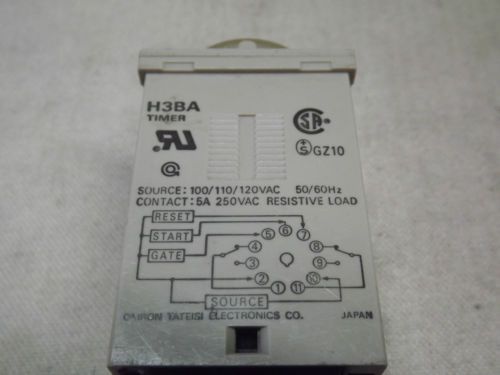 H3BA
TIMER
SA
S GZ10
SOURCE: 100/110/120VAC 50/60Hz
CONTACT: 5A 250VAC RESISTIVE LOAD
RESET
START
GATE
5 6 7
4 8
3 9
2 10
1 11
SOURCE
OMRON TATEISI ELECTRONICS CO. JAPAN